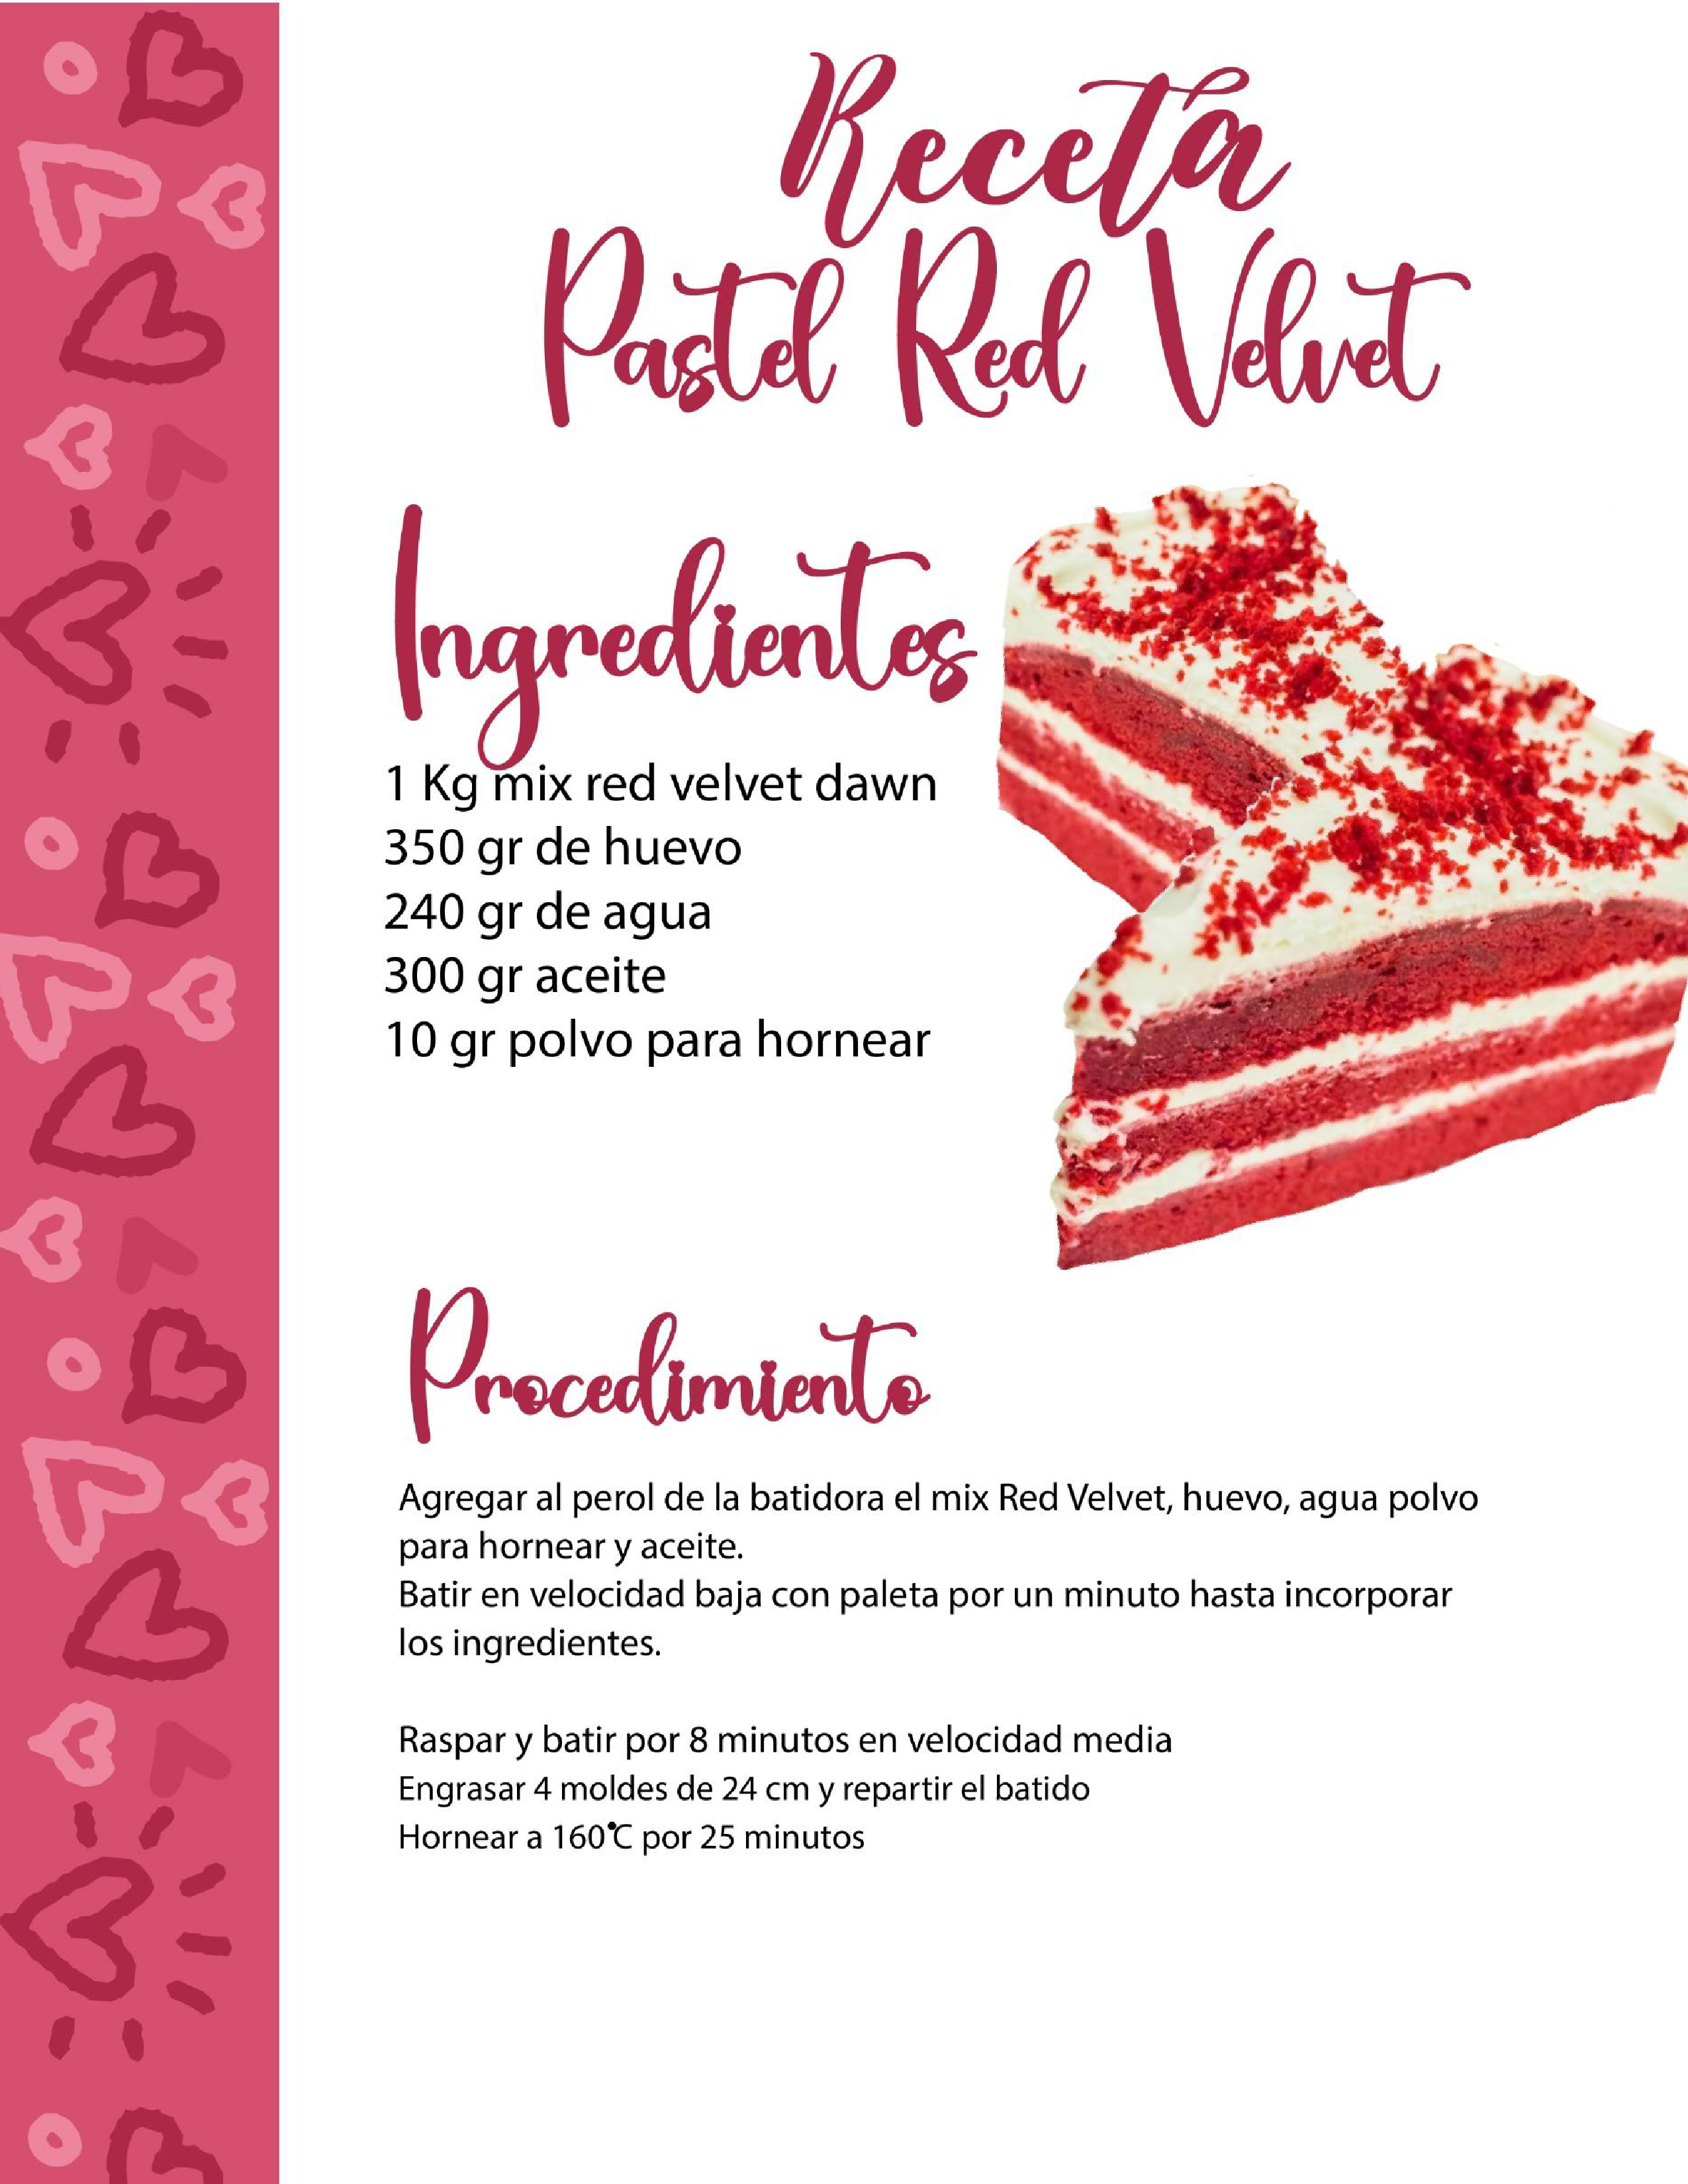 Receta
Pastel Red Velvet
Ingredientes
1 Kg mix red velvet dawn
350 gr de huevo
240 gr de agua
300 gr aceite
10 gr polvo para hornear
Procedimiento
Agregar al perol de la batidora el mix Red Velvet, huevo, agua polvo
para hornear y aceite.
Batir en velocidad baja con paleta por un minuto hasta incorporar
los ingredientes.
Raspar y batir por 8 minutos en velocidad media
Engrasar 4 moldes de 24 cm y repartir el batido
Hornear a 160°C por 25 minutos